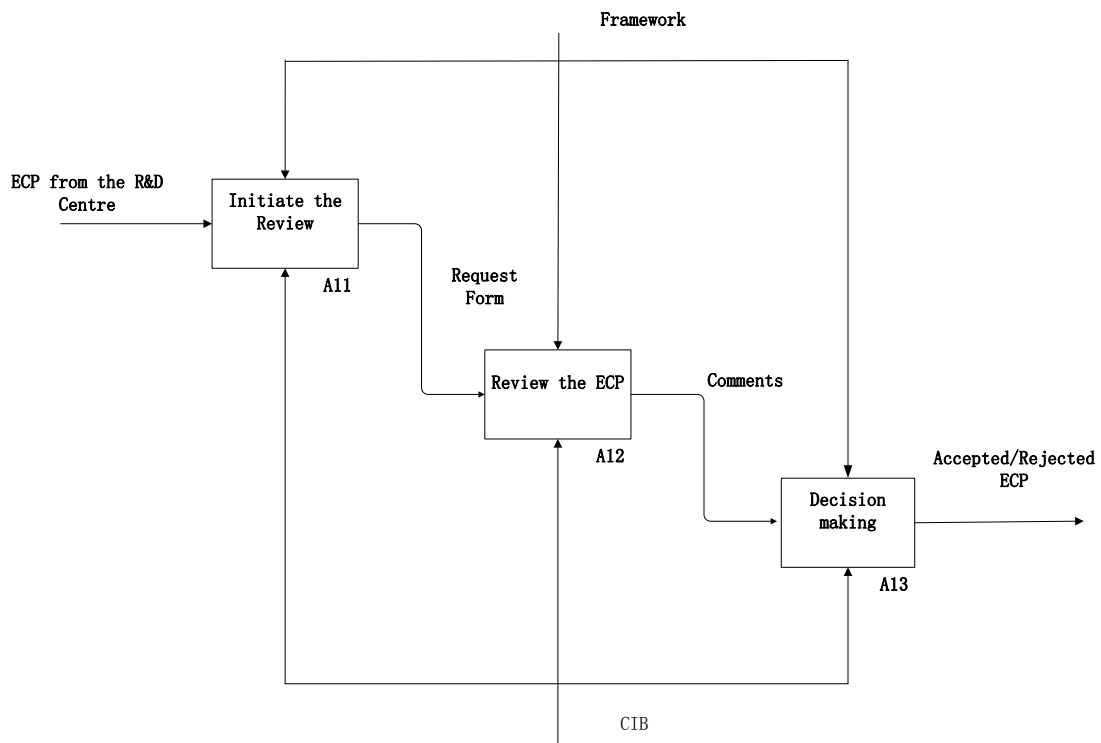 Framework
ECP from the R&D
Centre
Initiate the
Review
A11
Request
Form
Review the ECP
A12
Comments
Decision
making
A13
Accepted/Rejected
ECP
CIB